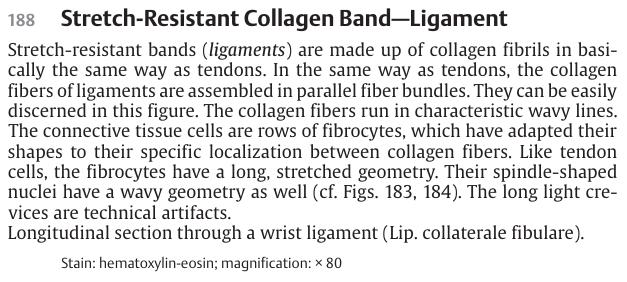 188 Stretch-Resistant Collagen Band—Ligament
Stretch-resistant bands (ligaments) are made up of collagen fibrils in basi-
cally the same way as tendons. In the same way as tendons, the collagen
fibers of ligaments are assembled in parallel fiber bundles. They can be easily
discerned in this figure. The collagen fibers run in characteristic wavy lines.
The connective tissue cells are rows of fibrocytes, which have adapted their
shapes to their specific localization between collagen fibers. Like tendon
cells, the fibrocytes have a long, stretched geometry. Their spindle-shaped
nuclei have a wavy geometry as well (cf. Figs. 183, 184). The long light cre-
vices are technical artifacts.
Longitudinal section through a wrist ligament (Lip. collaterale fibulare).
Stain: hematoxylin-eosin; magnification: × 80